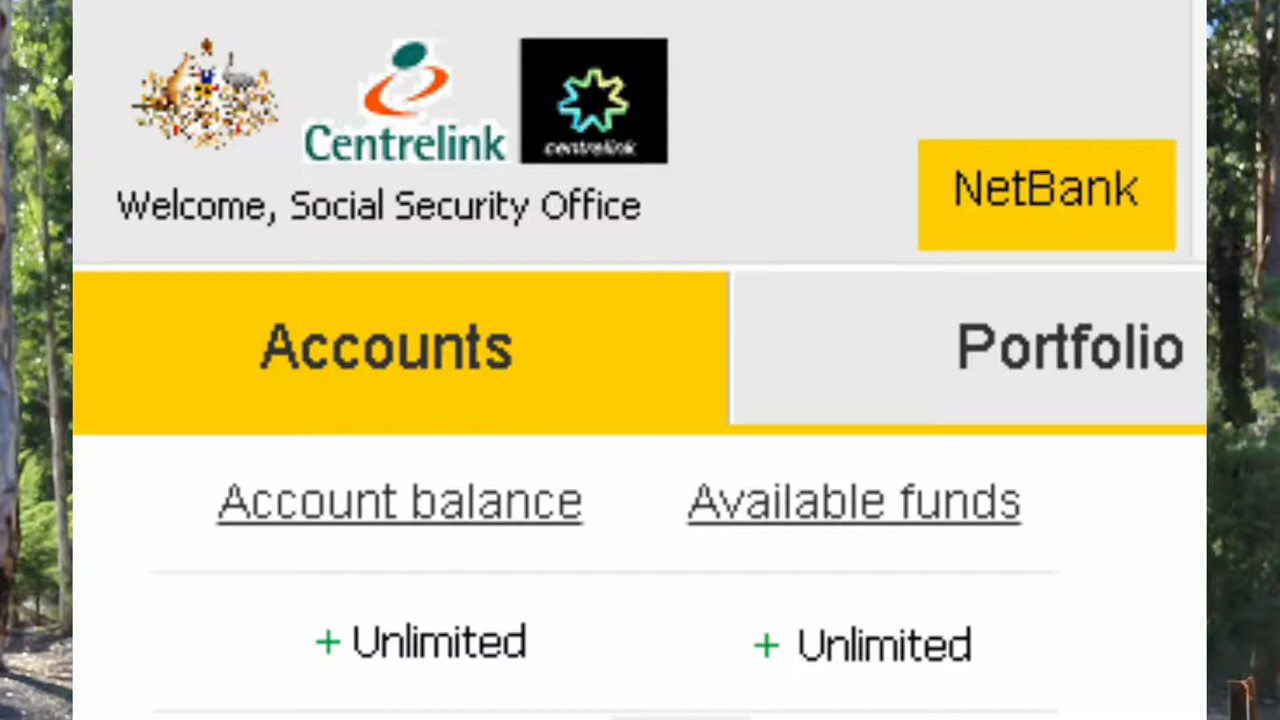 Centrelink
centrelink
Welcome, Social Security Office
NetBank
Accounts
Portfolio
Account balance
Available funds
+ Unlimited
+ Unlimited